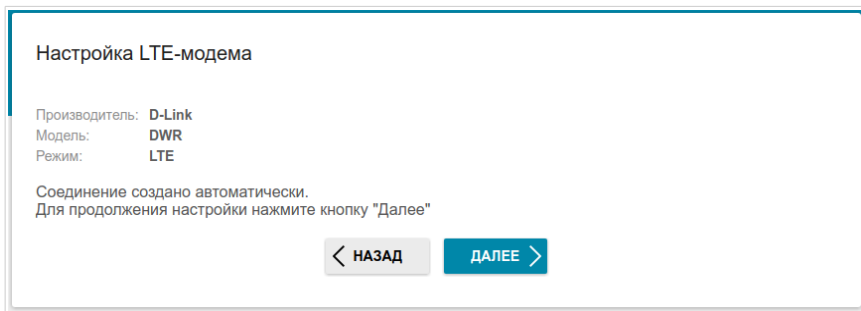 Настройка LTE-модема
Производитель: D-Link
Модель: DWR
Режим: LTE
Соединение создано автоматически.
Для продолжения настройки нажмите кнопку "Далее"
НАЗАД ДАЛЕЕ